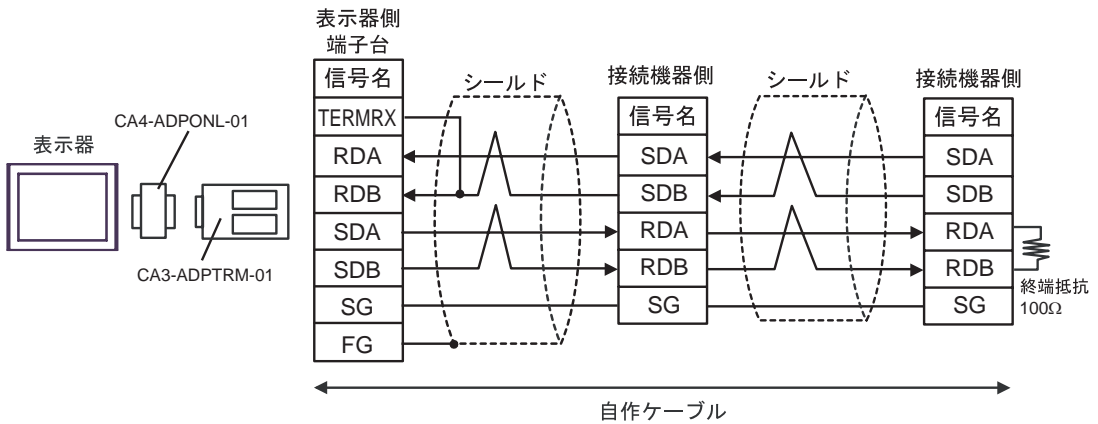 表示器側
端子台
信号名
TERMRX
RDA
RDB
SDA
SDB
SG
FG
シールド
接続機器側
信号名
SDA
SDB
RDA
RDB
SG
シールド
接続機器側
信号名
SDA
SDB
RDA
RDB
SG
終端抵抗
100Ω
表示器
CA4-ADPONL-01
CA3-ADPTRM-01
自作ケーブル